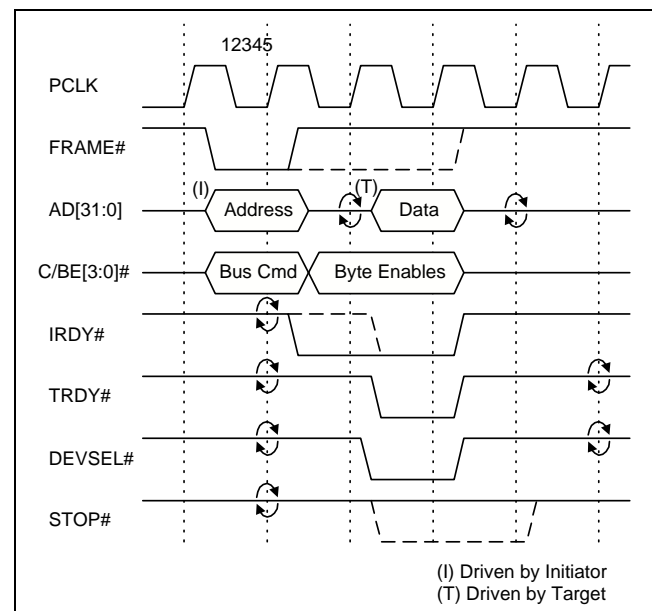 12345
PCLK
FRAME#
(I) (T)
AD[31:0] Address Data
C/BE[3:0]# Bus Cmd Byte Enables
IRDY#
TRDY#
DEVSEL#
STOP#
(I) Driven by Initiator
(T) Driven by Target